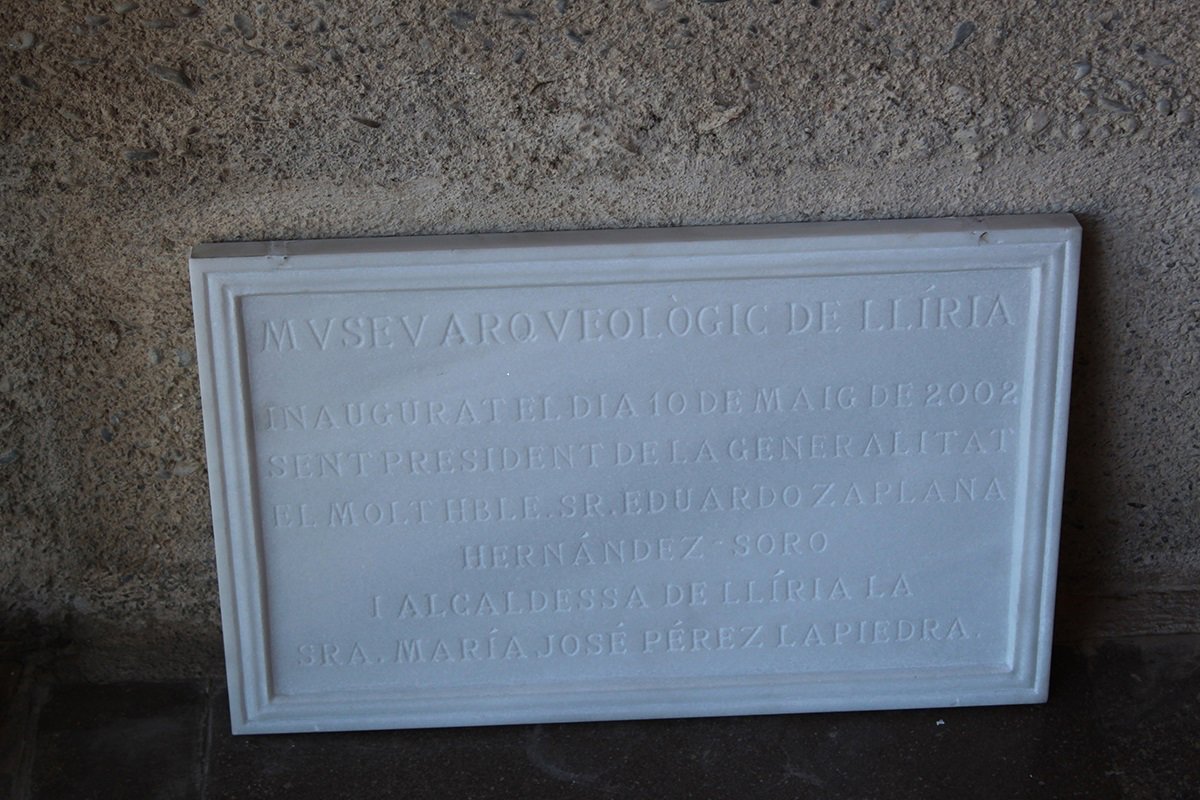 MVSEV ARQVEOLÒGIC DE LLÍRIA
INAUGURAT EL DIA 10 DE MAIG DE 2002
SENT PRESIDENT DE LA GENERALITAT
EL MOLT HBLE. SR. EDUARDO ZAPLANA
HERNÁNDEZ-SORO
I ALCALDESSA DE LLÍRIA LA
SRA. MARÍA JOSÉ PÉREZ LAPIEDRA.